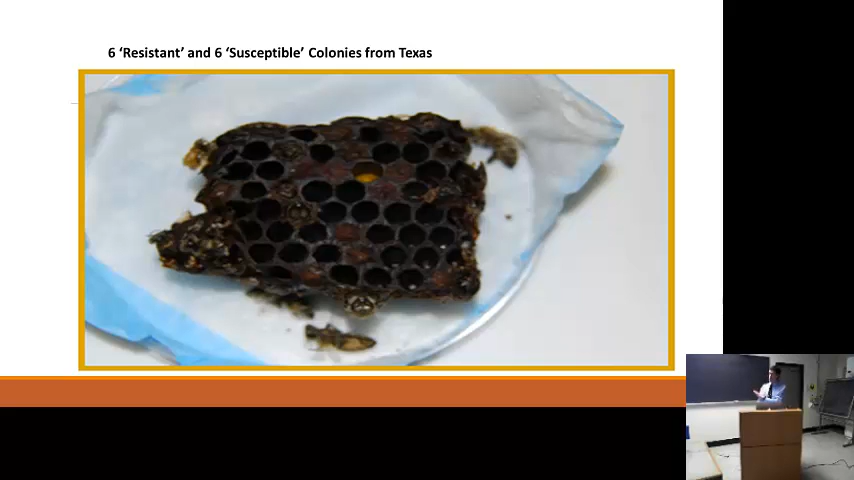 6 ‘Resistant’ and 6 ‘Susceptible’ Colonies from Texas